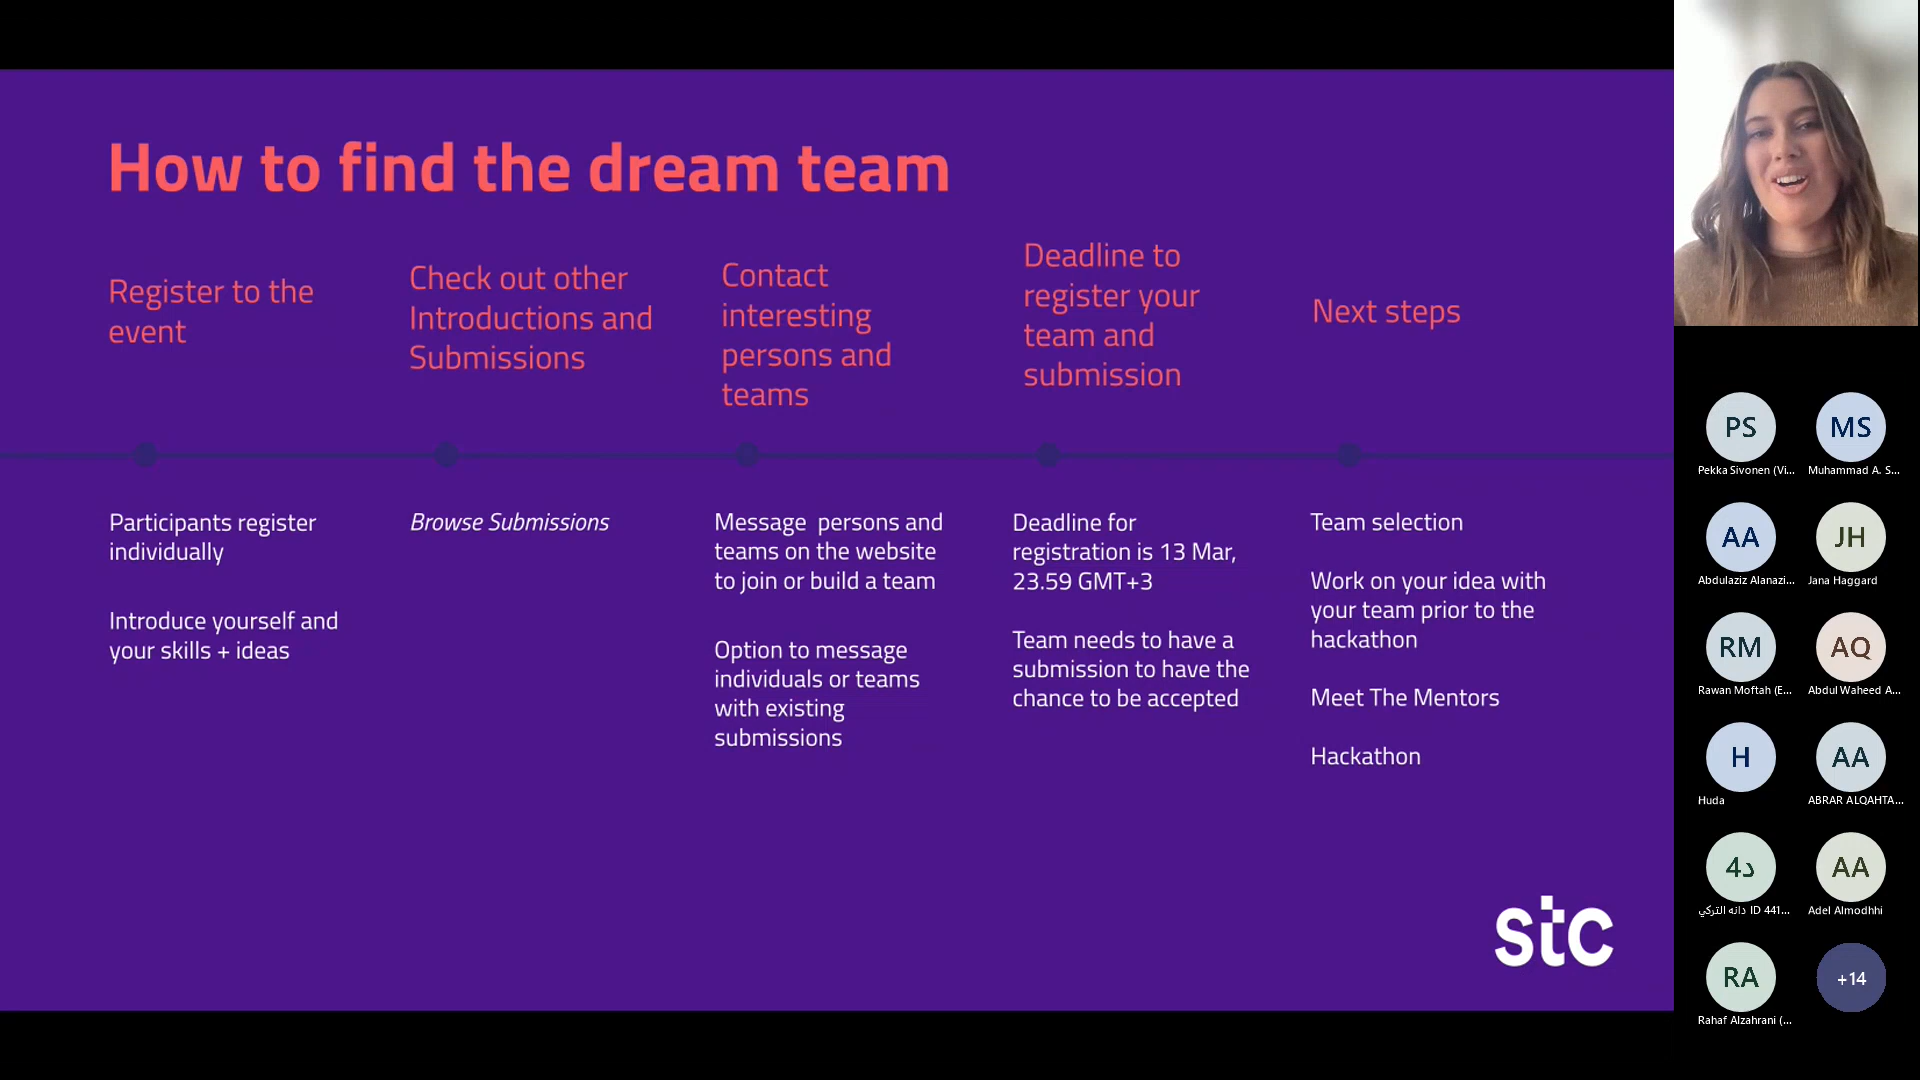 How to find the dream team
Register to the
event
Check out other
Introductions and
Submissions
Contact
interesting
persons and
teams
Deadline to
register your
team and
submission
Next steps
Participants register
individually
Introduce yourself and
your skills + ideas
Browse Submissions
Message  persons and
teams on the website
to join or build a team
Option to message
individuals or teams
with existing
submissions
Deadline for
registration is 13 Mar,
23.59 GMT+3
Team needs to have a
submission to have the
chance to be accepted
Team selection
Work on your idea with
your team prior to the
hackathon
Meet The Mentors
Hackathon
stc
PS
Pekka Sivonen (Vi...
MS
Muhammad A. S...
AA
Abdulaziz Alanazi...
JH
Jana Haggard
RM
Rawan Moftah (E...
AQ
Abdul Waheed A...
H
Huda
AA
ABRAR ALQAHTA...
د4
دانه التركي ID 441...
AA
Adel Almodhhi
RA
Rahaf Alzahrani (...
+14